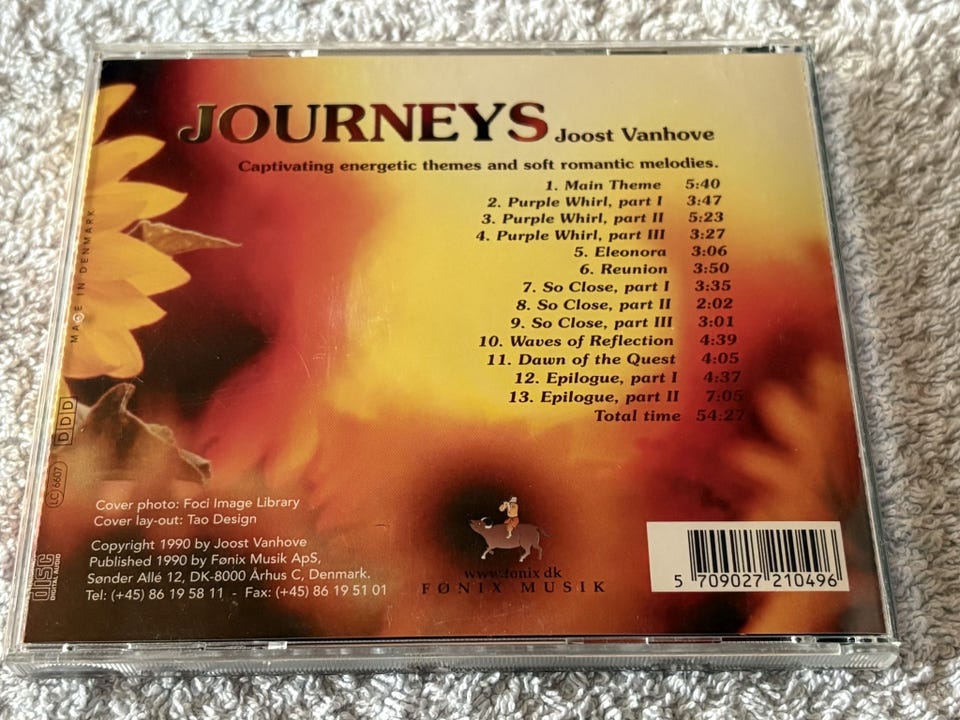 JOURNEYS Joost Vanhove
Captivating energetic themes and soft romantic melodies.
1. Main Theme 5:40
2. Purple Whirl, part I 3:47
3. Purple Whirl, part II 5:23
4. Purple Whirl, part III 3:27
5. Eleonora 3:06
6. Reunion 3:50
7. So Close, part I 3:35
8. So Close, part II 2:02
9. So Close, part III 3:01
10. Waves of Reflection 4:39
11. Dawn of the Quest 4:05
12. Epilogue, part I 4:37
13. Epilogue, part II 7:05
Total time 54:27
MADE IN DENMARK
DDD
LC 6607
DISC
DIGITAL AUDIO
Cover photo: Foci Image Library
Cover lay-out: Tao Design
Copyright 1990 by Joost Vanhove
Published 1990 by Fønix Musik ApS,
Sønder Allé 12, DK-8000 Århus C, Denmark.
Tel: (+45) 86 19 58 11 - Fax: (+45) 86 19 51 01
www.fonix.dk
FØNIX MUSIK
5 709027 210496